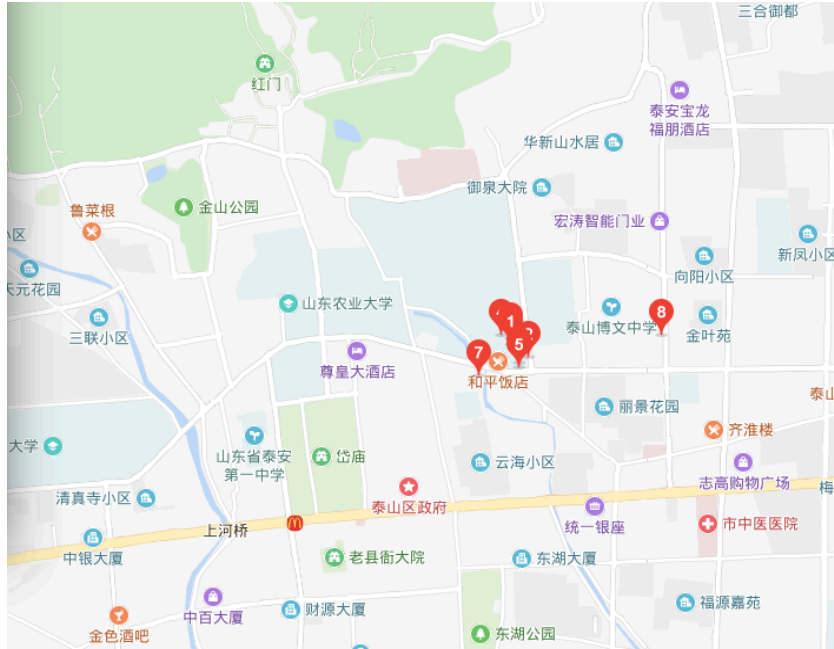 三合御都
红门
泰安宝龙
福朋酒店
华新山水居
御泉大院
鲁菜根
金山公园
宏涛智能门业
小区
新凤小区
天元花园
向阳小区
山东农业大学
三联小区
4
1
8
泰山博文中学
金叶苑
7
5
尊皇大酒店
和平饭店
泰山
丽景花园
齐淮楼
大学
山东省泰安
第一中学
岱庙
云海小区
志高购物广场
清真寺小区
泰山区政府
梅
上河桥
统一银座
市中医医院
中银大厦
老县衙大院
东湖大厦
中百大厦
财源大厦
福源嘉苑
金色酒吧
东湖公园